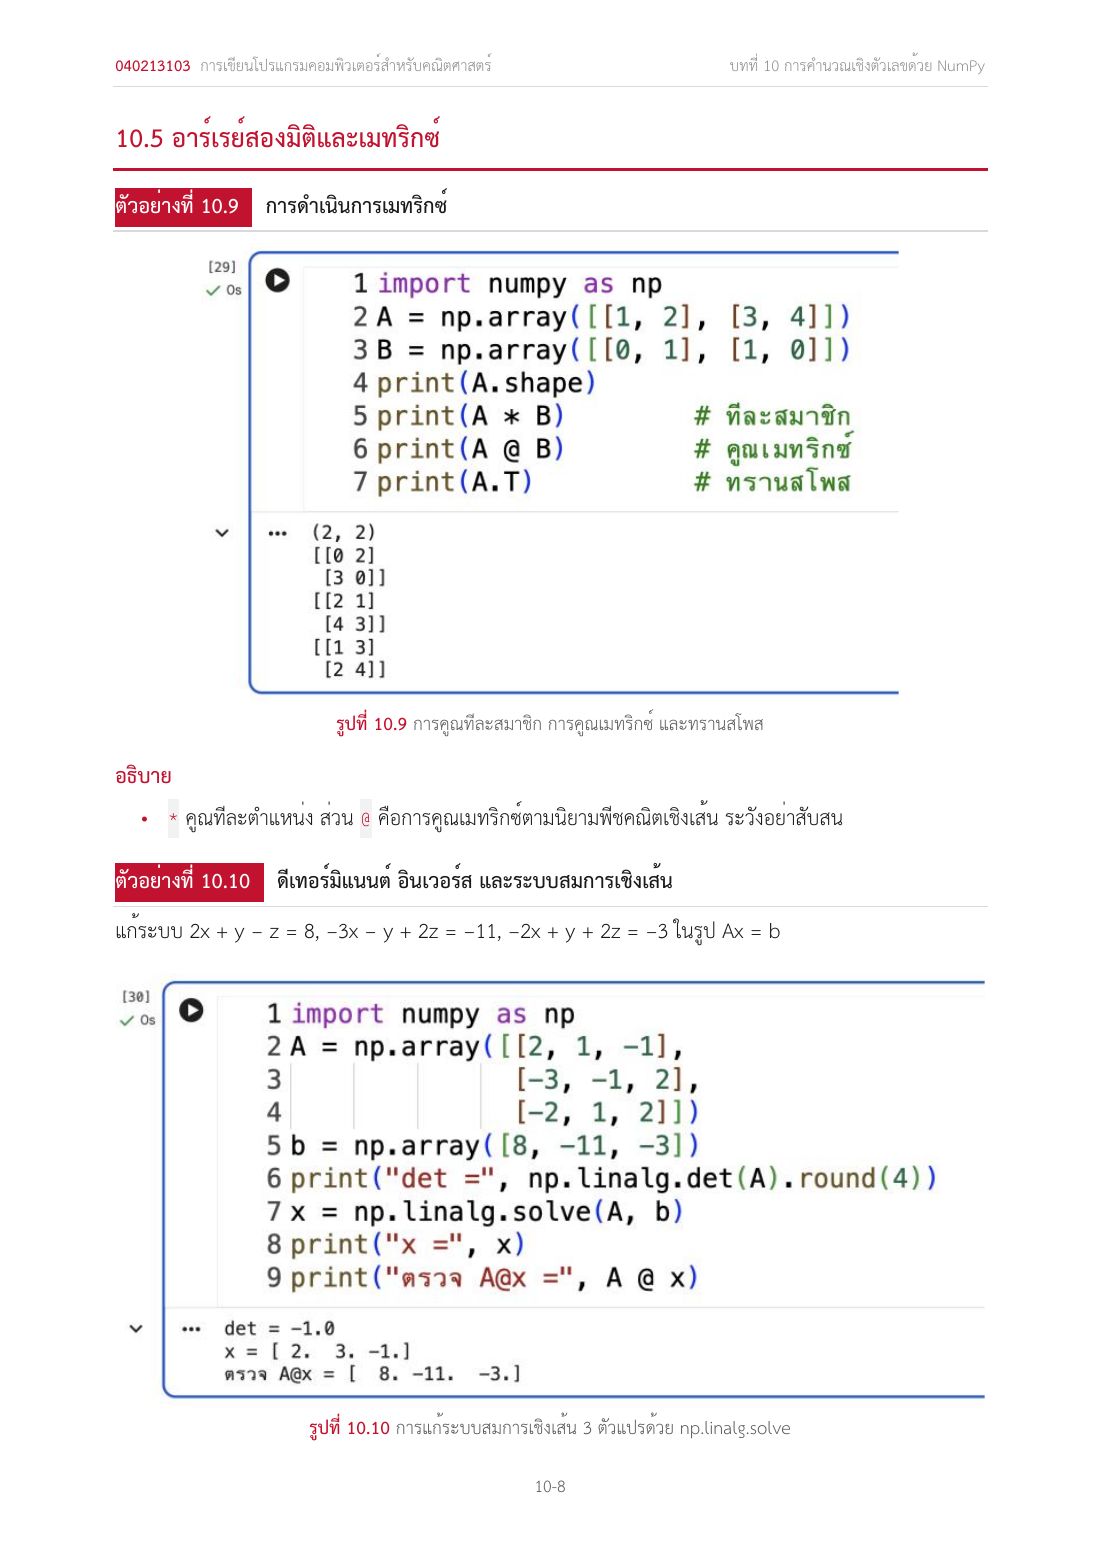 040213103 การเขียนโปรแกรมคอมพิวเตอร์สำหรับคณิตศาสตร์ บทที่ 10 การคำนวณเชิงตัวเลขด้วย NumPy
10.5 อาร์เรย์สองมิติและเมทริกซ์
ตัวอย่างที่ 10.9 การดำเนินการเมทริกซ์
[29]
0s
1 import numpy as np
2 A = np.array([[1, 2], [3, 4]])
3 B = np.array([[0, 1], [1, 0]])
4 print(A.shape)
5 print(A * B) # ทีละสมาชิก
6 print(A @ B) # คูณเมทริกซ์
7 print(A.T) # ทรานสโพส
(2, 2)
[[0 2]
[3 0]]
[[2 1]
[4 3]]
[[1 3]
[2 4]]
รูปที่ 10.9 การคูณทีละสมาชิก การคูณเมทริกซ์ และทรานสโพส
อธิบาย
• * คูณทีละตำแหน่ง ส่วน @ คือการคูณเมทริกซ์ตามนิยามพีชคณิตเชิงเส้น ระวังอย่าสับสน
ตัวอย่างที่ 10.10 ดีเทอร์มิแนนต์ อินเวอร์ส และระบบสมการเชิงเส้น
แก้ระบบ 2x + y − z = 8, −3x − y + 2z = −11, −2x + y + 2z = −3 ในรูป Ax = b
[30]
0s
1 import numpy as np
2 A = np.array([[2, 1, -1],
3 [-3, -1, 2],
4 [-2, 1, 2]])
5 b = np.array([8, -11, -3])
6 print("det =", np.linalg.det(A).round(4))
7 x = np.linalg.solve(A, b)
8 print("x =", x)
9 print("ตรวจ A@x =", A @ x)
det = -1.0
x = [ 2. 3. -1.]
ตรวจ A@x = [ 8. -11. -3.]
รูปที่ 10.10 การแก้ระบบสมการเชิงเส้น 3 ตัวแปรด้วย np.linalg.solve
10-8